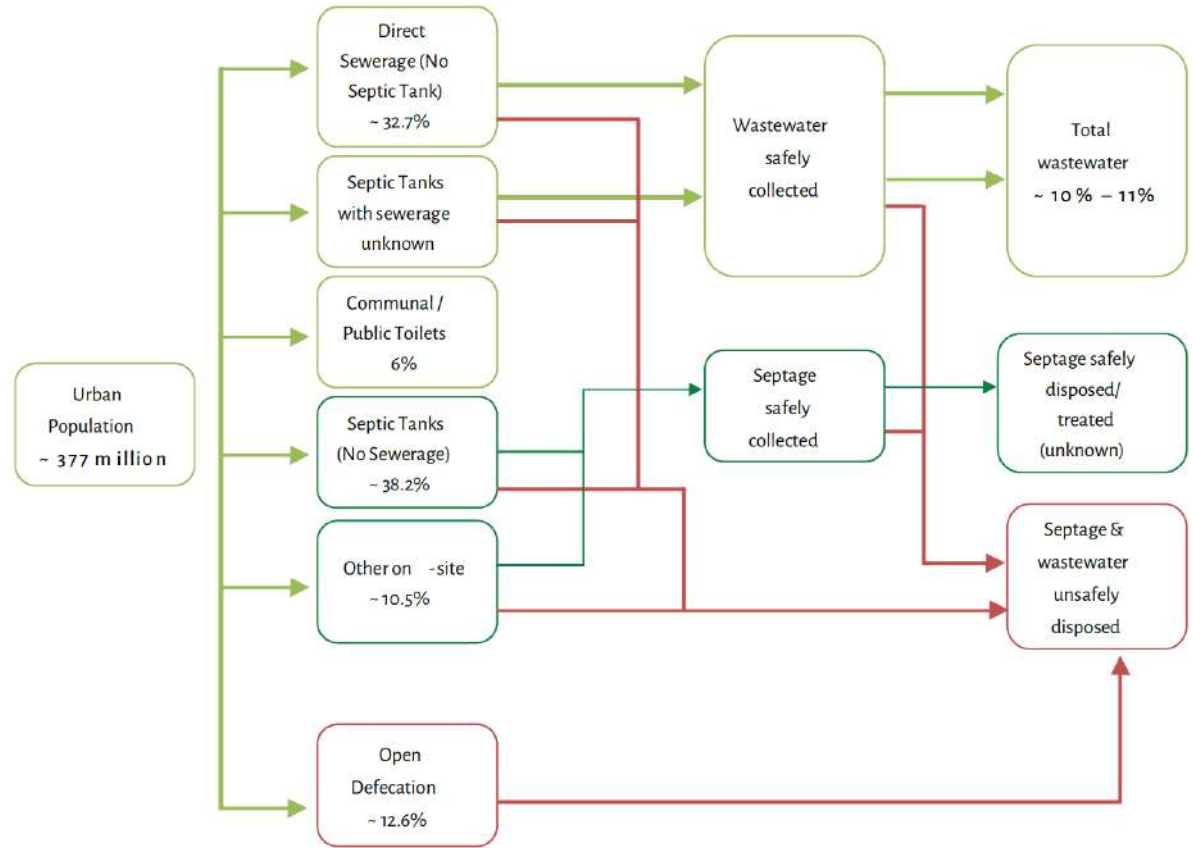 Direct
Sewerage (No
Septic Tank)
~ 32.7%
Septic Tanks
with sewerage
unknown
Communal /
Public Toilets
6%
Urban
Population
~ 377 million
Septic Tanks
(No Sewerage)
~ 38.2%
Other on -site
~ 10.5%
Open
Defecation
~ 12.6%
Wastewater
safely
collected
Septage
safely
collected
Total
wastewater
~ 10 % – 11%
Septage safely
disposed/
treated
(unknown)
Septage &
wastewater
unsafely
disposed